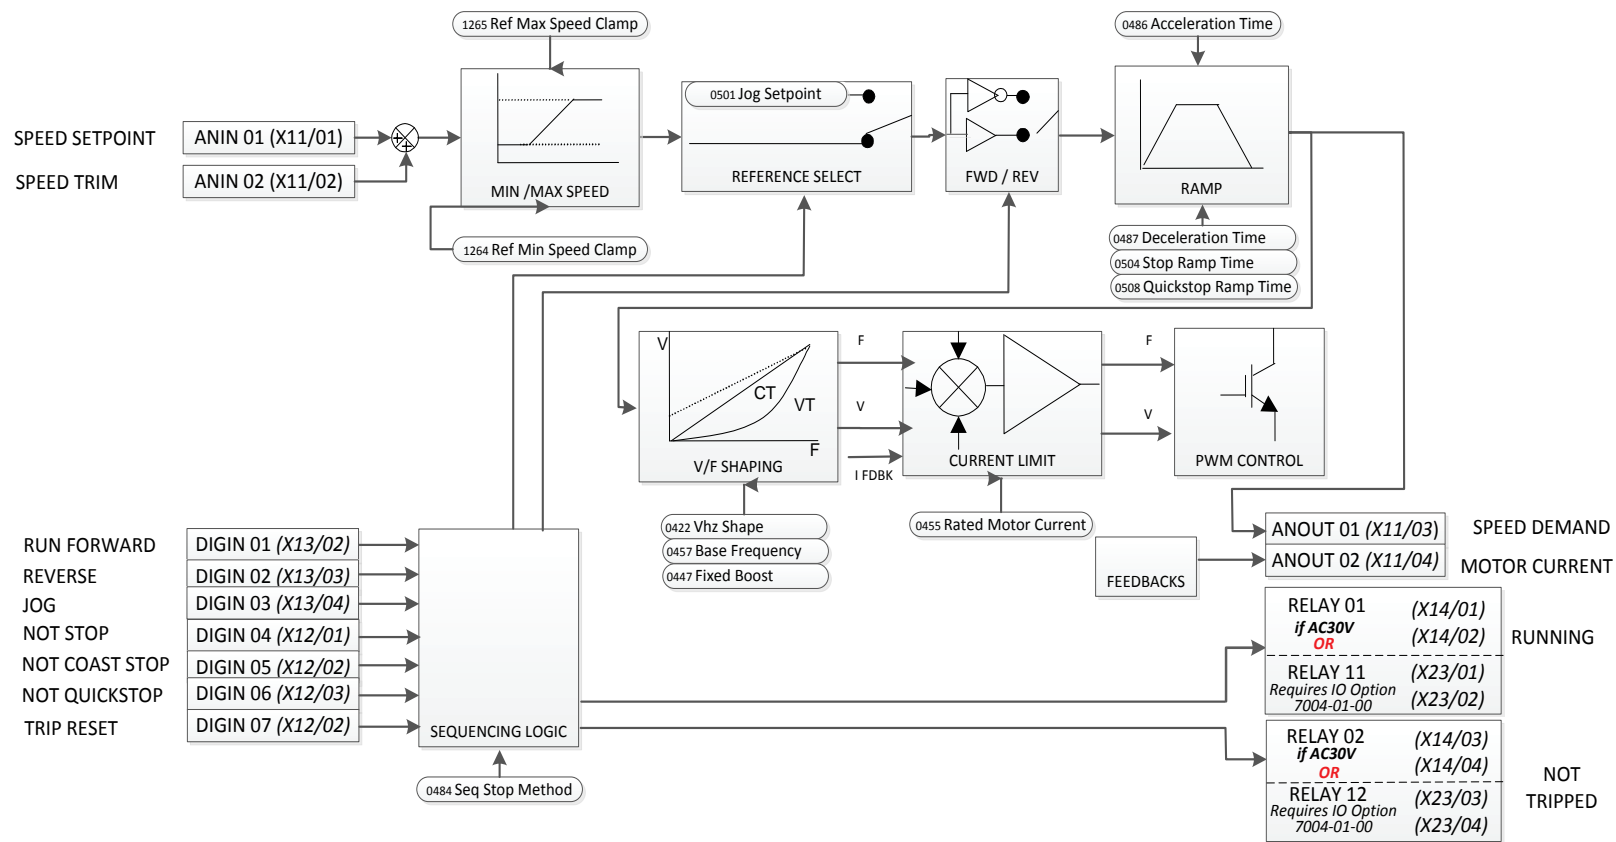 1265 Ref Max Speed Clamp
0486 Acceleration Time
0501 Jog Setpoint
SPEED SETPOINT
ANIN 01 (X11/01)
+
+
SPEED TRIM
ANIN 02 (X11/02)
MIN /MAX SPEED
REFERENCE SELECT
FWD / REV
RAMP
1264 Ref Min Speed Clamp
0487 Deceleration Time
0504 Stop Ramp Time
0508 Quickstop Ramp Time
V
CT
VT
F
V/F SHAPING
F
V
I FDBK
CURRENT LIMIT
F
V
PWM CONTROL
0422 Vhz Shape
0457 Base Frequency
0447 Fixed Boost
0455 Rated Motor Current
FEEDBACKS
ANOUT 01 (X11/03)
SPEED DEMAND
ANOUT 02 (X11/04)
MOTOR CURRENT
RUN FORWARD
DIGIN 01 (X13/02)
REVERSE
DIGIN 02 (X13/03)
JOG
DIGIN 03 (X13/04)
NOT STOP
DIGIN 04 (X12/01)
NOT COAST STOP
DIGIN 05 (X12/02)
NOT QUICKSTOP
DIGIN 06 (X12/03)
TRIP RESET
DIGIN 07 (X12/02)
SEQUENCING LOGIC
0484 Seq Stop Method
RELAY 01
if AC30V
OR
(X14/01)
(X14/02)
RUNNING
RELAY 11
Requires IO Option
7004-01-00
(X23/01)
(X23/02)
RELAY 02
if AC30V
OR
(X14/03)
(X14/04)
NOT
TRIPPED
RELAY 12
Requires IO Option
7004-01-00
(X23/03)
(X23/04)